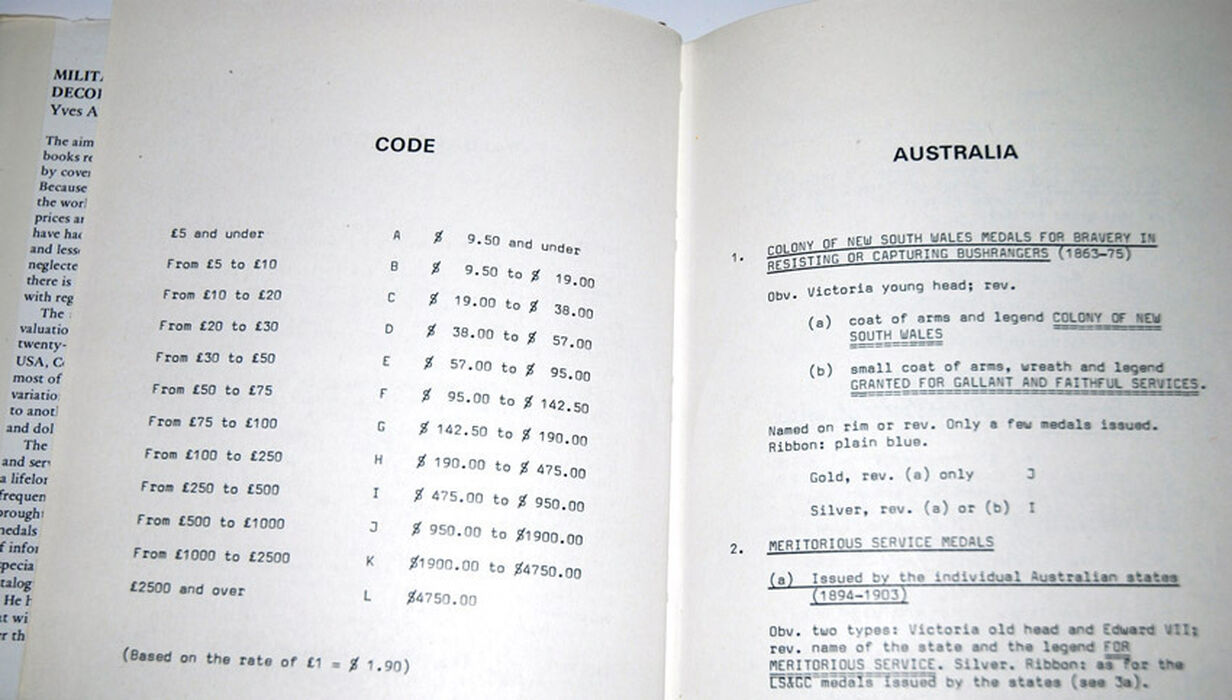 MILIT
DECO
Yves A
The aim
books re
by cover
Because
the worl
prices ar
have had
and less
neglecte
there is
with reg
The
valuatio
twenty-
USA, C
most of
variatio
to anoth
and dol
The
and serv
a lifelon
frequen
brough
medals
f infor
specia
talog
He h
t wi
er th
CODE
£5 and under A $ 9.50 and under
From £5 to £10 B $ 9.50 to $ 19.00
From £10 to £20 C $ 19.00 to $ 38.00
From £20 to £30 D $ 38.00 to $ 57.00
From £30 to £50 E $ 57.00 to $ 95.00
From £50 to £75 F $ 95.00 to $ 142.50
From £75 to £100 G $ 142.50 to $ 190.00
From £100 to £250 H $ 190.00 to $ 475.00
From £250 to £500 I $ 475.00 to $ 950.00
From £500 to £1000 J $ 950.00 to $1900.00
From £1000 to £2500 K $1900.00 to $4750.00
£2500 and over L $4750.00
(Based on the rate of £1 = $ 1.90)
AUSTRALIA
1. COLONY OF NEW SOUTH WALES MEDALS FOR BRAVERY IN
RESISTING OR CAPTURING BUSHRANGERS (1863-75)
Obv. Victoria young head; rev.
(a) coat of arms and legend COLONY OF NEW
SOUTH WALES
(b) small coat of arms, wreath and legend
GRANTED FOR GALLANT AND FAITHFUL SERVICES.
Named on rim or rev. Only a few medals issued.
Ribbon: plain blue.
Gold, rev. (a) only J
Silver, rev. (a) or (b) I
2. MERITORIOUS SERVICE MEDALS
(a) Issued by the individual Australian states
(1894-1903)
Obv. two types: Victoria old head and Edward VII;
rev. name of the state and the legend FOR
MERITORIOUS SERVICE. Silver. Ribbon: as for the
LS&GC medals issued by the states (see 3a).